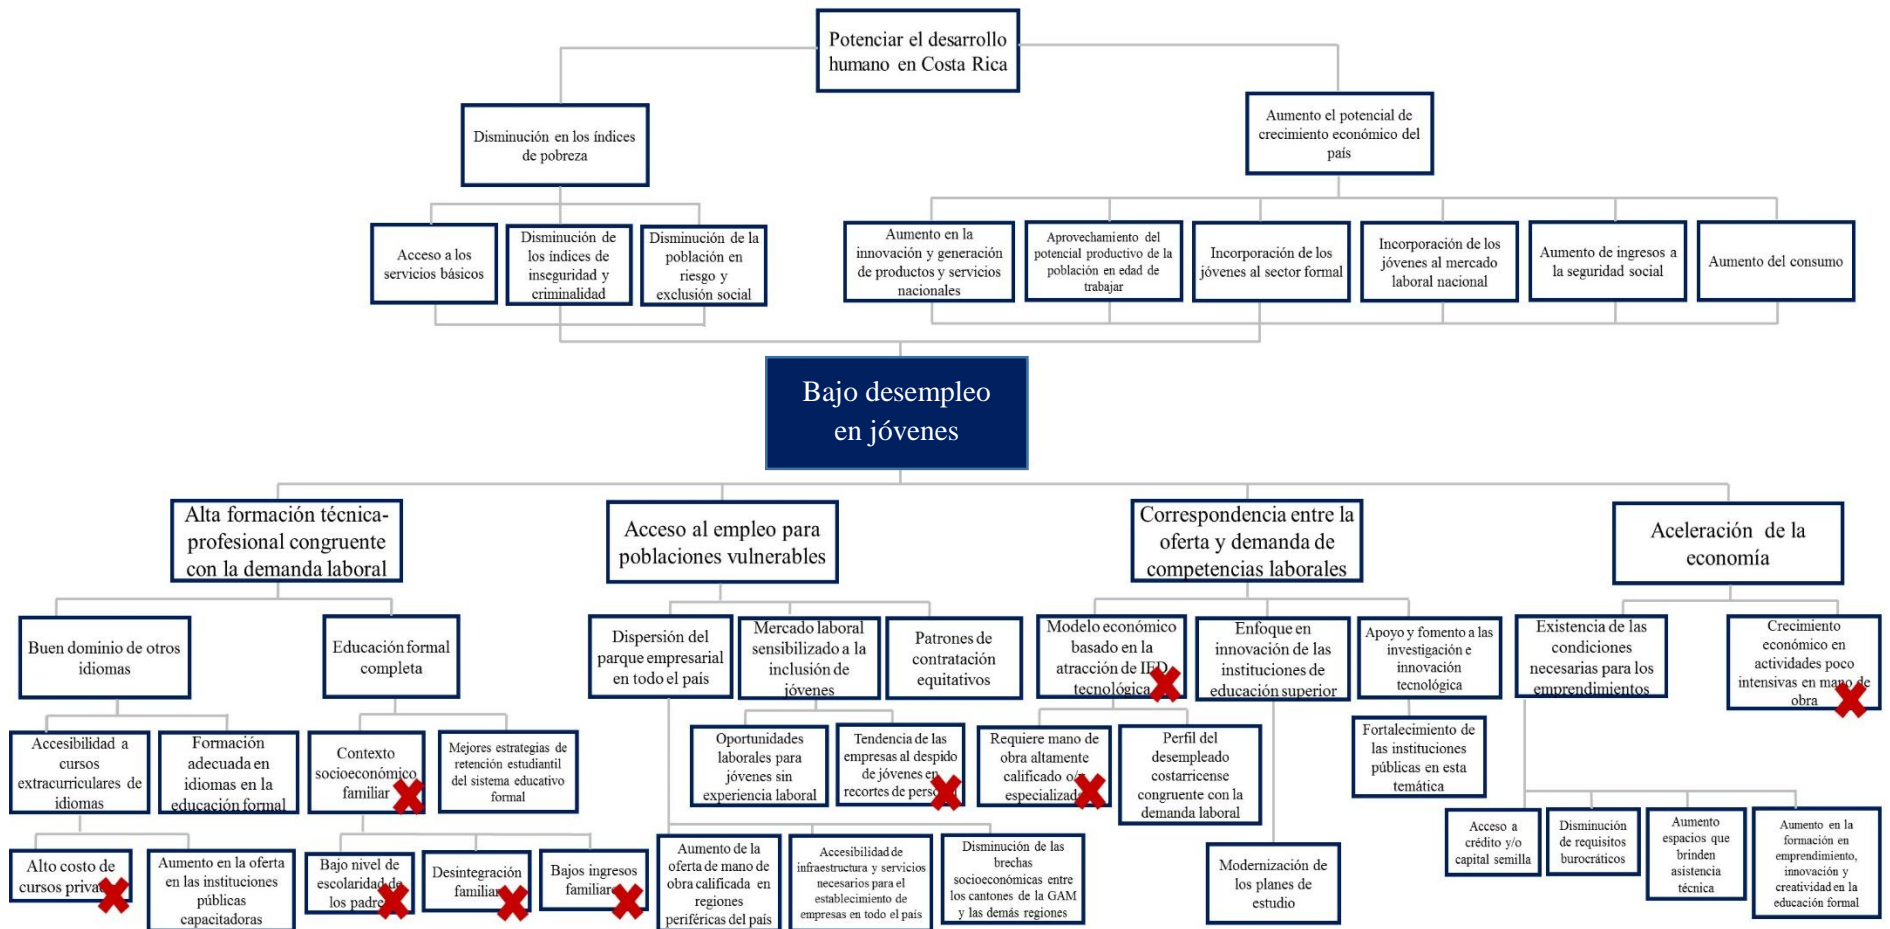 Potenciar el desarrollo
humano en Costa Rica
Disminución en los índices
de pobreza
Aumento el potencial de
crecimiento económico del
país
Acceso a los
servicios básicos
Disminución de
los índices de
inseguridad y
criminalidad
Disminución de la
población en
riesgo y
exclusión social
Aumento en la
innovación y generación
de productos y servicios
nacionales
Aprovechamiento del
potencial productivo de la
población en edad de
trabajar
Incorporación de los
jóvenes al sector formal
Incorporación de los
jóvenes al mercado
laboral nacional
Aumento de ingresos a
la seguridad social
Aumento del consumo
Bajo desempleo
en jóvenes
Alta formación técnica-
profesional congruente
con la demanda laboral
Acceso al empleo para
poblaciones vulnerables
Correspondencia entre la
oferta y demanda de
competencias laborales
Aceleración de la
economía
Buen dominio de otros
idiomas
Educación formal
completa
Dispersión del
parque empresarial
en todo el país
Mercado laboral
sensibilizado a la
inclusión de
jóvenes
Patrones de
contratación
equitativos
Modelo económico
basado en la
atracción de IED
tecnológica
Enfoque en
innovación de las
instituciones de
educación superior
Apoyo y fomento a las
investigación e
innovación
tecnológica
Existencia de las
condiciones
necesarias para los
emprendimientos
Crecimiento
económico en
actividades poco
intensivas en mano de
obra
Accesibilidad a
cursos
extracurriculares de
idiomas
Formación
adecuada en
idiomas en la
educación formal
Contexto
socioeconómico
familiar
Mejores estrategias de
retención estudiantil
del sistema educativo
formal
Oportunidades
laborales para
jóvenes sin
experiencia laboral
Tendencia de las
empresas al despido
de jóvenes en
recortes de personal
Requiere mano de
obra altamente
calificado o/y
especializada
Perfil del
desempleado
costarricense
congruente con la
demanda laboral
Fortalecimiento de
las instituciones
públicas en esta
temática
Alto costo de
cursos privados
Aumento en la oferta
en las instituciones
públicas
capacitadoras
Bajo nivel de
escolaridad de
los padres
Desintegración
familiar
Bajos ingresos
familiares
Aumento de la
oferta de mano de
obra calificada en
regiones
periféricas del país
Accesibilidad de
infraestructura y servicios
necesarios para el
establecimiento de
empresas en todo el país
Disminución de las
brechas
socioeconómicas entre
los cantones de la GAM
y las demás regiones
Modernización de
los planes de
estudio
Acceso a
crédito y/o
capital semilla
Disminución
de requisitos
burocráticos
Aumento
espacios que
brinden
asistencia
técnica
Aumento en la
formación en
emprendimiento,
innovación y
creatividad en la
educación formal